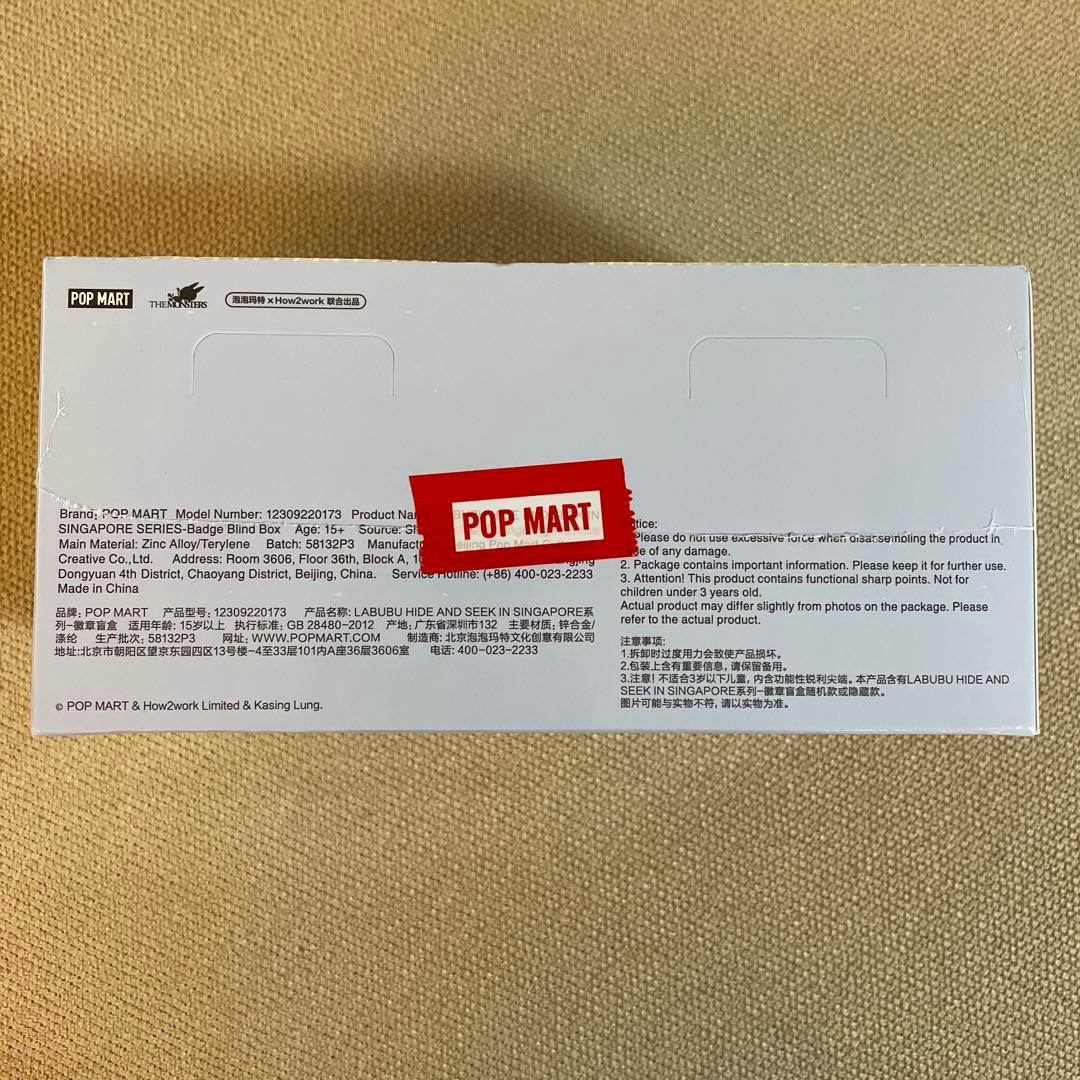 POP MART
THE MONSTERS
泡泡玛特 × How2work 联合出品
Brand: POP MART Model Number: 12309220173 Product
SINGAPORE SERIES-Badge Blind Box Age: 15+ Source:
Main Material: Zinc Alloy/Terylene Batch: 58132P3
Creative Co.,Ltd. Address: Room 3606, Floor 36th, Block A,
Dongyuan 4th District, Chaoyang District, Beijing, China. Service Hotline: (+86) 400-023-2233
Made in China
品牌: POP MART 产品型号: 12309220173 产品名称: LABUBU HIDE AND SEEK IN SINGAPORE系
列-徽章盲盒 适用年龄: 15岁以上 执行标准: GB 28480-2012 产地: 广东省深圳市132 主要材质: 锌合金/
涤纶 生产批次: 58132P3 网址: WWW.POPMART.COM 制造商: 北京泡泡玛特文化创意有限公司
地址:北京市朝阳区望京东园四区13号楼-4至33层101内A座36层3606室 电话: 400-023-2233
© POP MART & How2work Limited & Kasing Lung.
POP MART
Please do not use excessive force when disassembling the product in
of any damage.
2. Package contains important information. Please keep it for further use.
3. Attention! This product contains functional sharp points. Not for
children under 3 years old.
Actual product may differ slightly from photos on the package. Please
refer to the actual product.
注意事项:
1.拆卸时过度用力会致使产品损坏。
2.包装上含有重要信息, 请保留备用。
3.注意! 不适合3岁以下儿童, 内含功能性锐利尖端。本产品含有LABUBU HIDE AND
SEEK IN SINGAPORE系列-徽章盲盒随机款或隐藏款。
图片可能与实物不符, 请以实物为准。